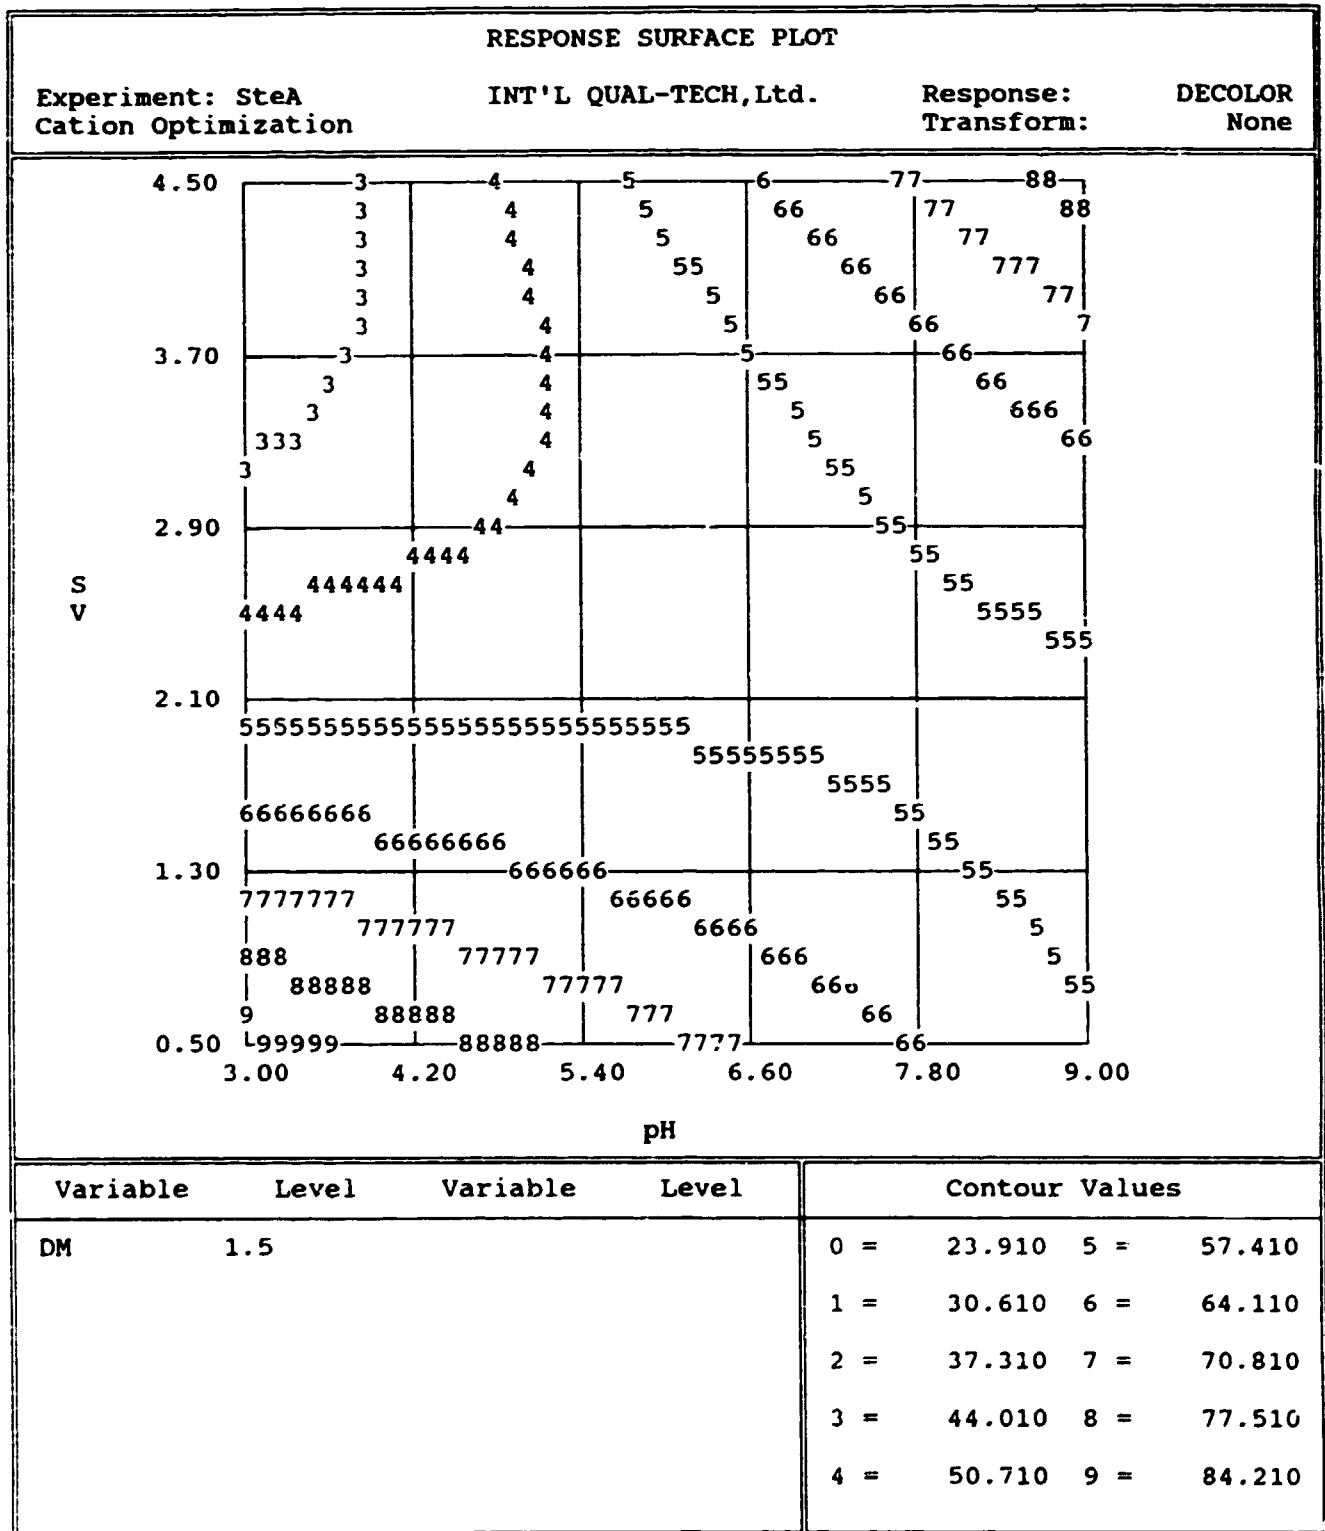 RESPONSE SURFACE PLOT
Experiment: SteA INT'L QUAL-TECH,Ltd. Response: DECOLOR
Cation Optimization Transform: None
4.50 3 4 5 6 77 88
3 4 5 66 77 88
3 4 5 66 77
3 4 55 66 777
3 4 5 66 77
3 4 5 66 7
3.70 3 4 5 66
3 4 55 66
3 4 5 666
333 4 5 66
3 4 55
4 5
2.90 44 55
4444 55
S 444444 55
V 4444 5555
555
2.10
555555555555555555555555555
55555555
5555
66666666 55
66666666 55
1.30 666666 55
7777777 66666 55
777777 6666 5
888 77777 666 5
88888 77777 666 55
9 88888 777 66
0.50 99999 88888 7777 66
3.00 4.20 5.40 6.60 7.80 9.00
pH
Variable Level Variable Level Contour Values
DM 1.5 0 = 23.910 5 = 57.410
1 = 30.610 6 = 64.110
2 = 37.310 7 = 70.810
3 = 44.010 8 = 77.510
4 = 50.710 9 = 84.210